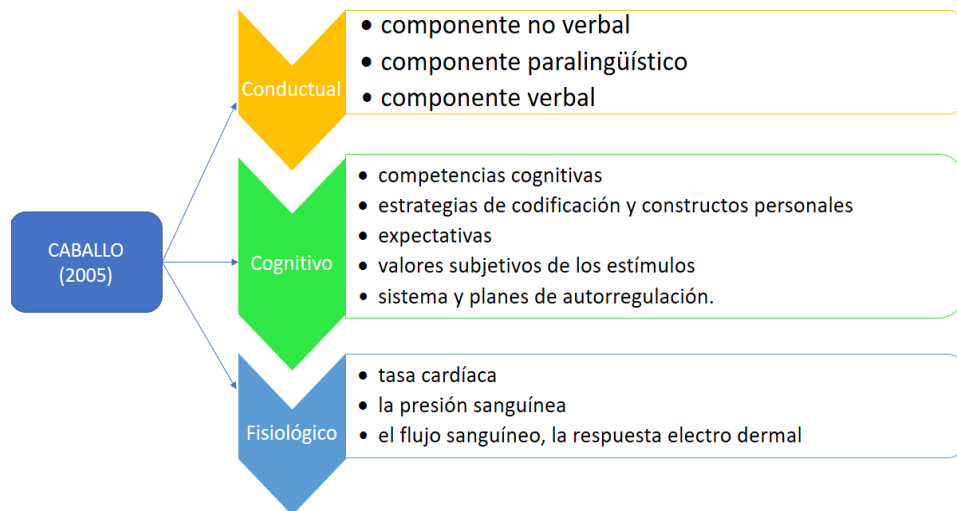 CABALLO
(2005)
Conductual
• componente no verbal
• componente paralingüístico
• componente verbal
Cognitivo
• competencias cognitivas
• estrategias de codificación y constructos personales
• expectativas
• valores subjetivos de los estímulos
• sistema y planes de autorregulación.
Fisiológico
• tasa cardíaca
• la presión sanguínea
• el flujo sanguíneo, la respuesta electro dermal